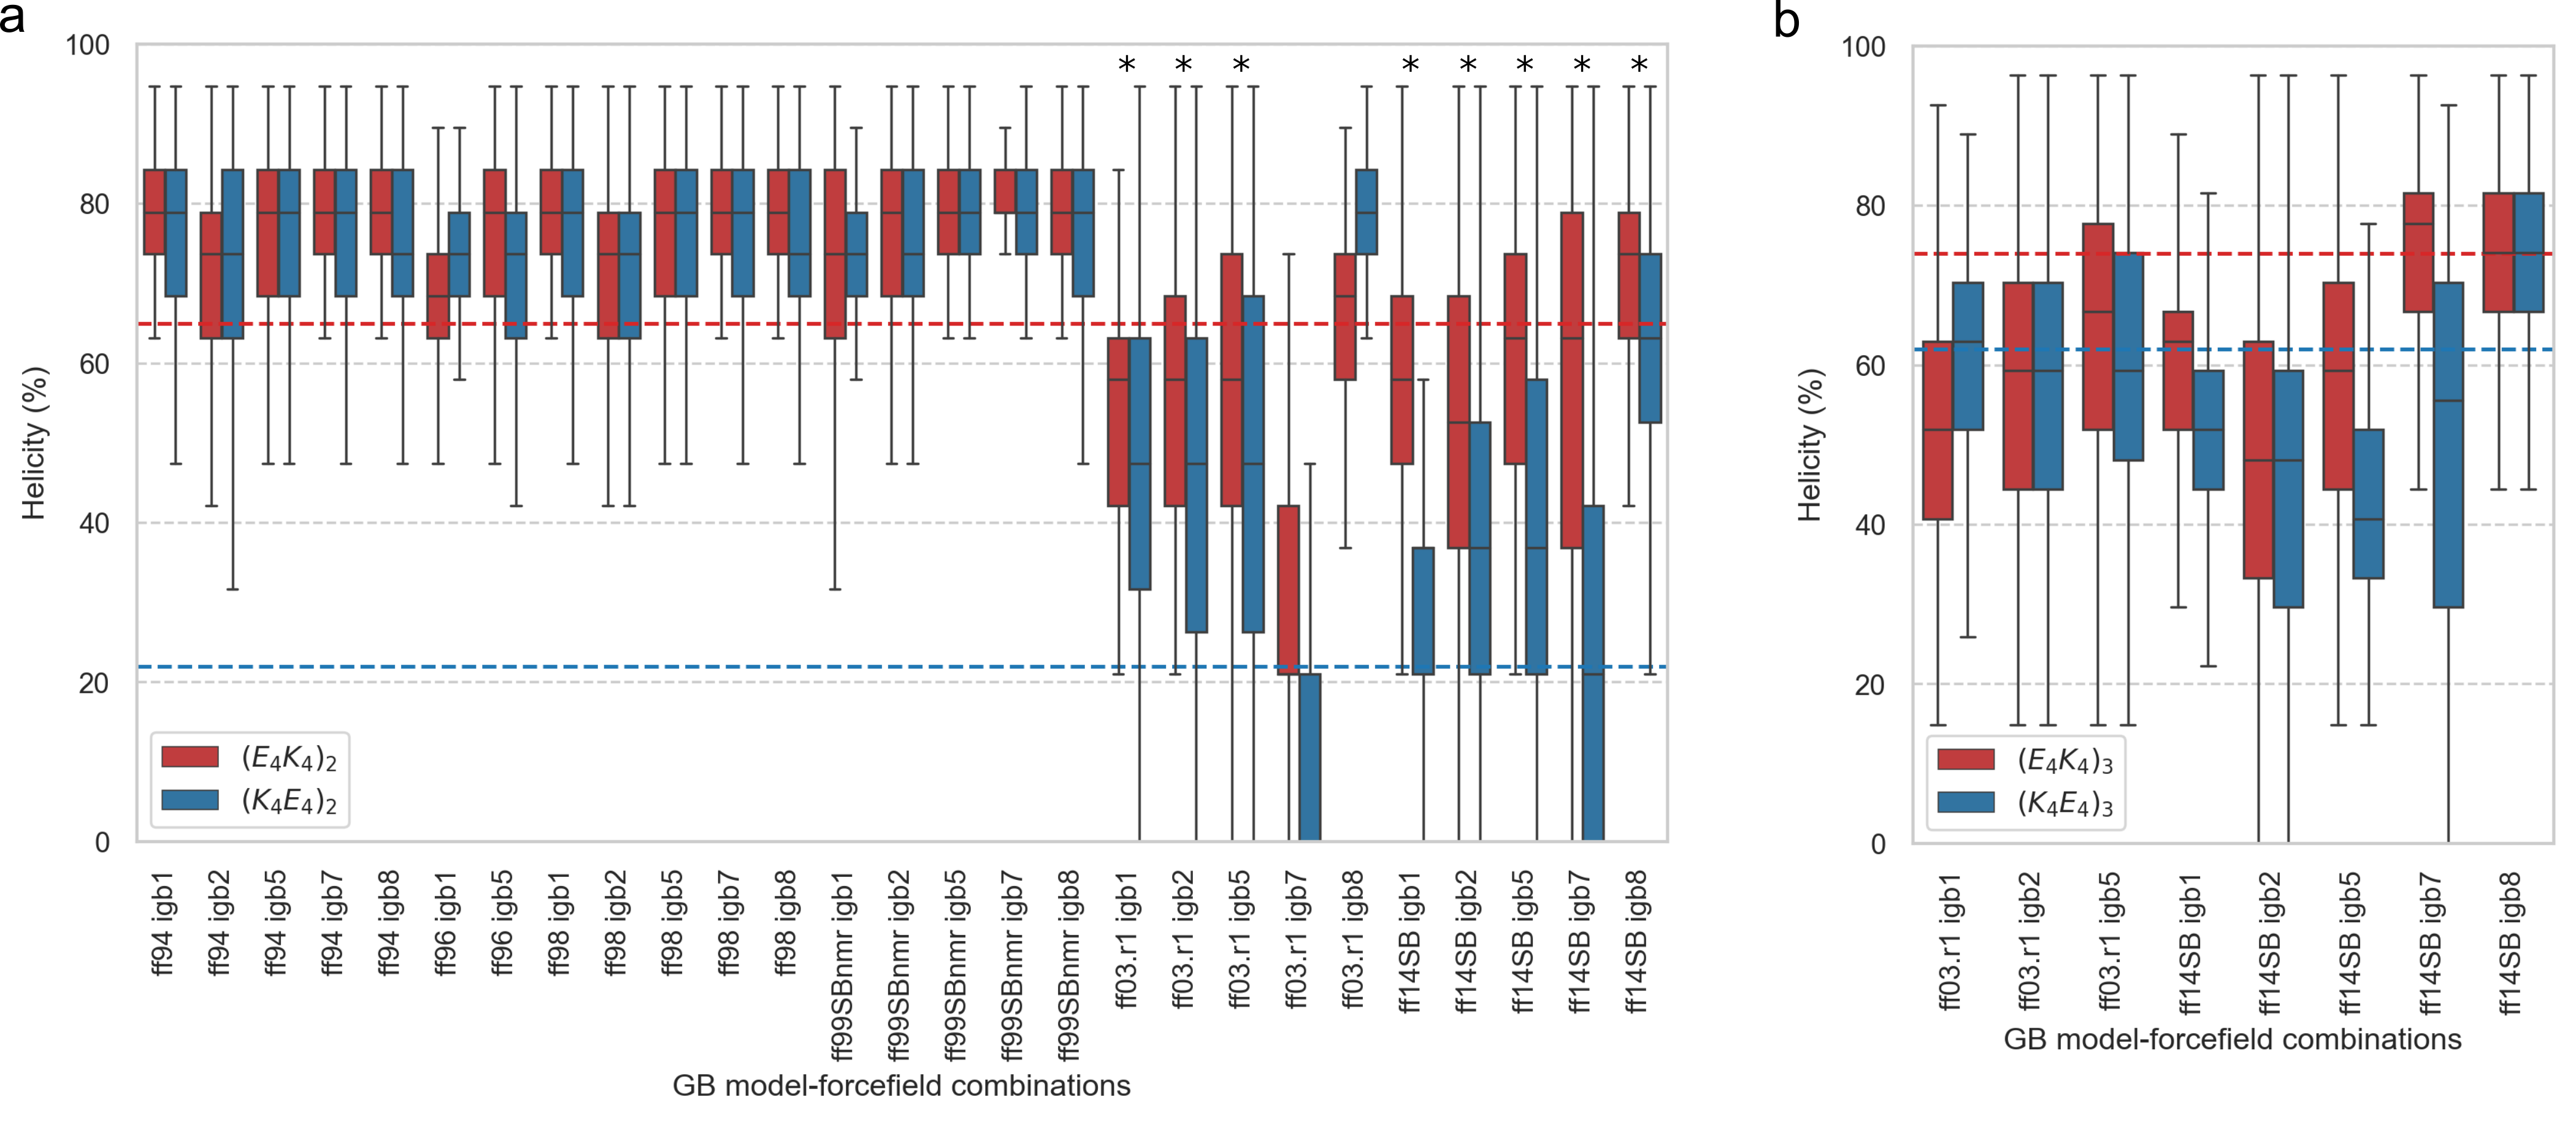 a
100
80
60
40
20
0
Helicity (%)
* * * * * * * *
(E₄K₄)₂
(K₄E₄)₂
ff94 igb1
ff94 igb2
ff94 igb5
ff94 igb7
ff94 igb8
ff96 igb1
ff96 igb5
ff98 igb1
ff98 igb2
ff98 igb5
ff98 igb7
ff98 igb8
ff99SBnmr igb1
ff99SBnmr igb2
ff99SBnmr igb5
ff99SBnmr igb7
ff99SBnmr igb8
ff03.r1 igb1
ff03.r1 igb2
ff03.r1 igb5
ff03.r1 igb7
ff03.r1 igb8
ff14SB igb1
ff14SB igb2
ff14SB igb5
ff14SB igb7
ff14SB igb8
GB model-forcefield combinations
b
100
80
60
40
20
0
Helicity (%)
(E₄K₄)₃
(K₄E₄)₃
ff03.r1 igb1
ff03.r1 igb2
ff03.r1 igb5
ff14SB igb1
ff14SB igb2
ff14SB igb5
ff14SB igb7
ff14SB igb8
GB model-forcefield combinations